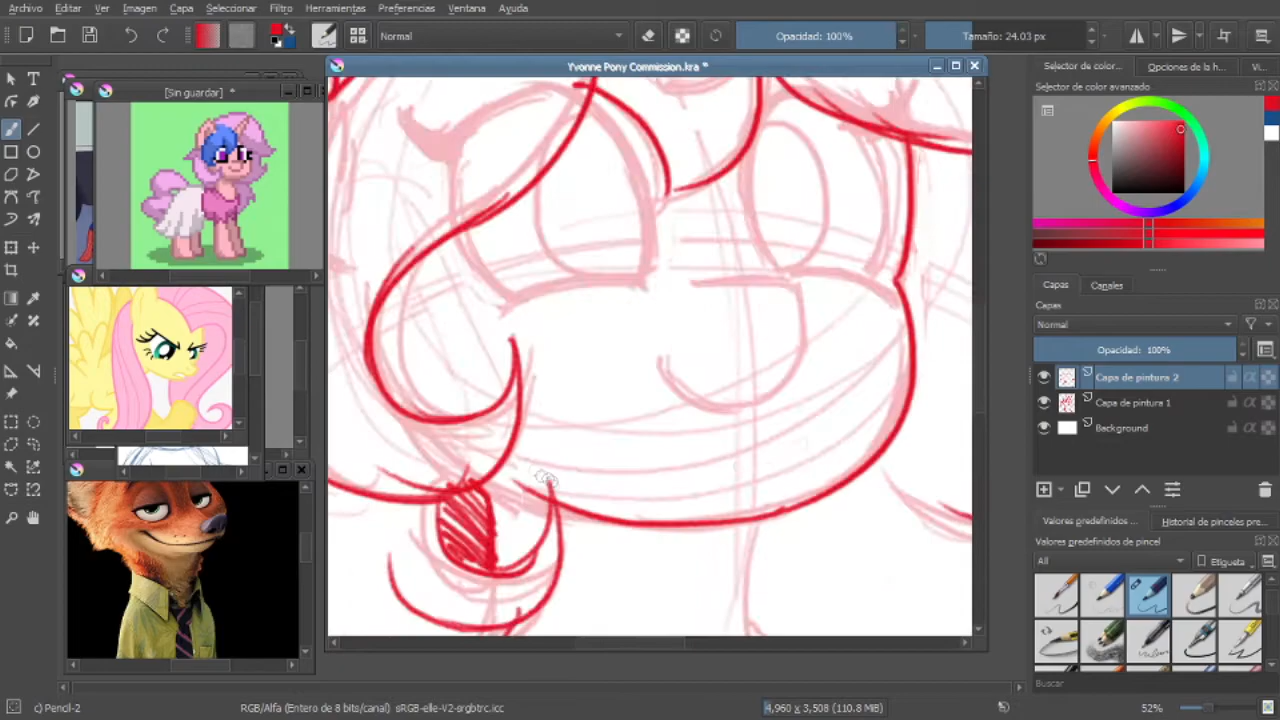 Archivo Editar Ver Imagen Capa Seleccionar Filtro Herramientas Preferencias Ventana Ayuda
Normal
Opacidad: 100%
Tamaño: 24.03 px
[Sin guardar] *
Yvonne Pony Commission.kra *
Selector de color...
Opciones de la h...
Vi...
Selector de color avanzado
Capas
Canales
Capas
Normal
Opacidad: 100%
Capa de pintura 2
Capa de pintura 1
Background
Valores predefinidos ...
Historial de pinceles pre...
Valores predefinidos de pincel
All
Etiqueta
Buscar
c) Pencil-2
RGB/Alfa (Entero de 8 bits/canal) sRGB-elle-V2-srgbtrc.icc
4,960 x 3,508 (110.8 MiB)
52%